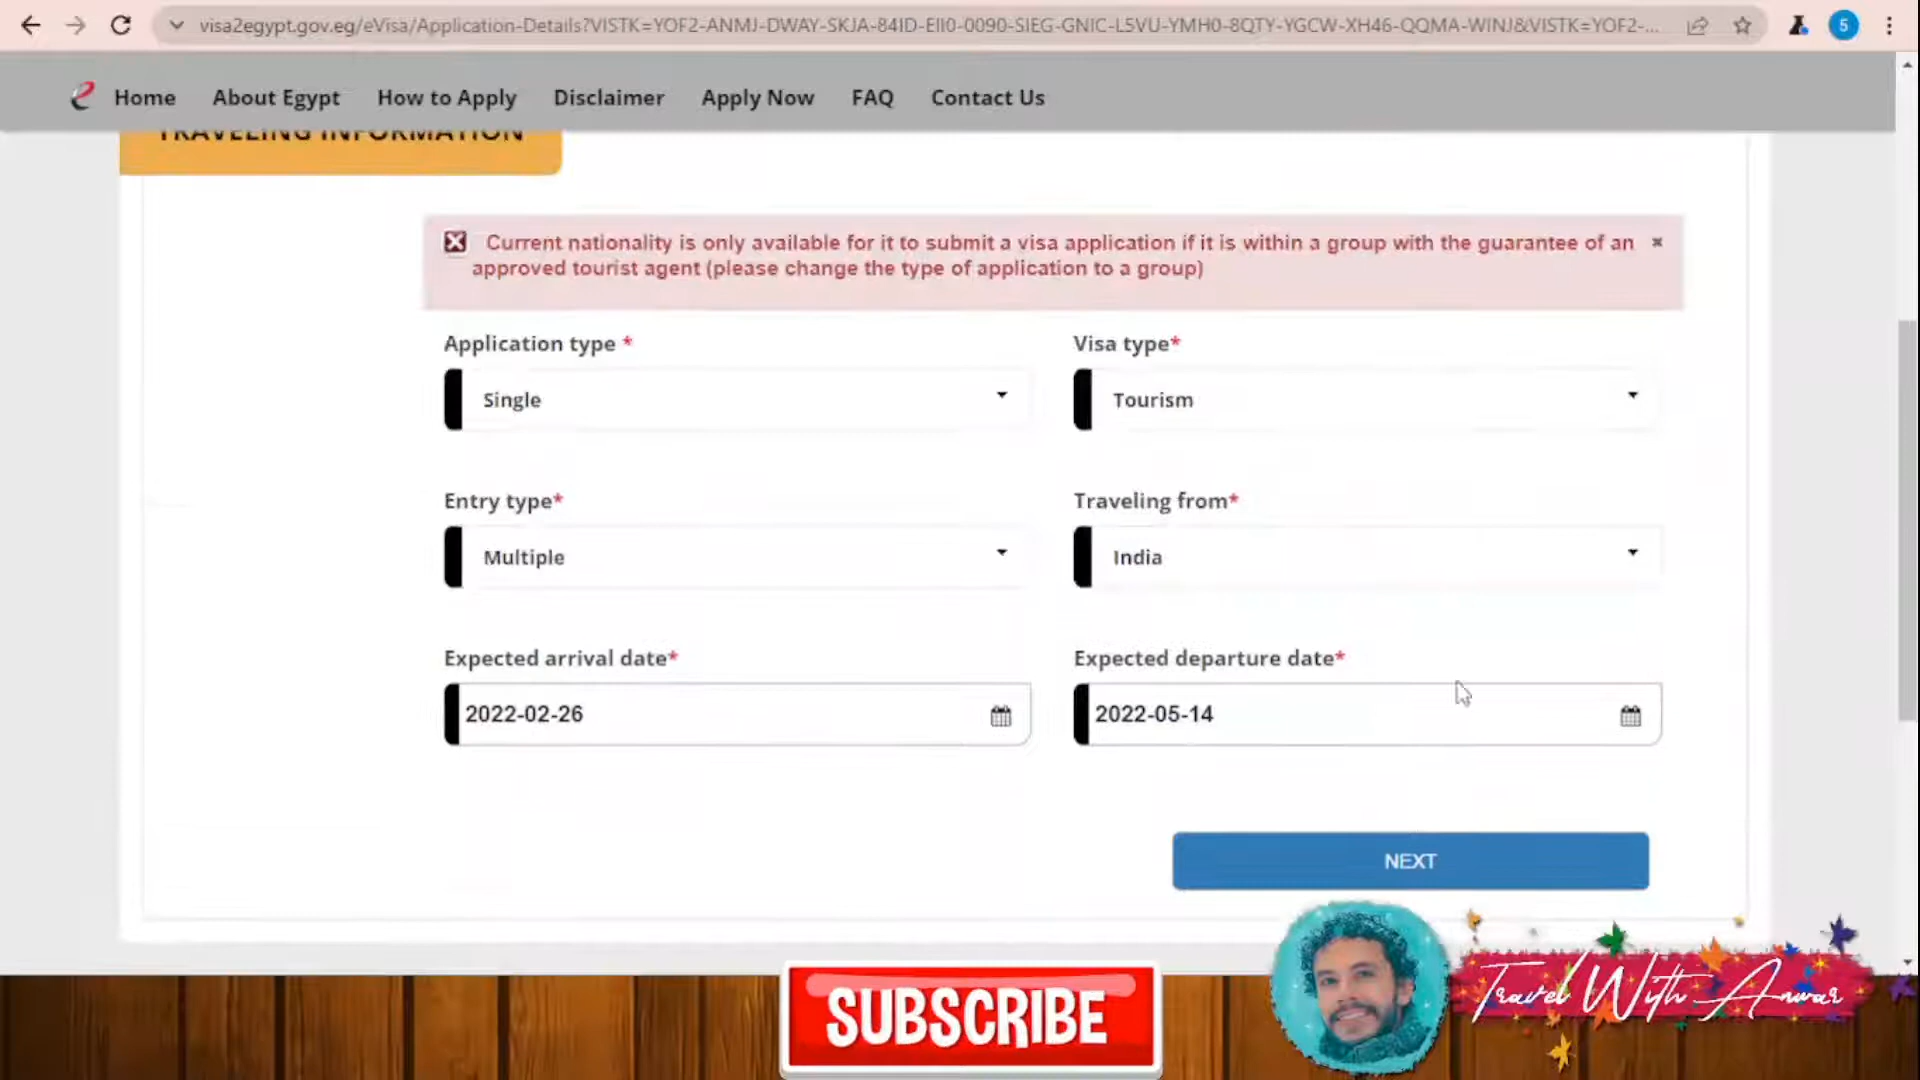 visa2egypt.gov.eg/eVisa/Application-Details?VISTK=YOF2-ANMJ-DWAY-SKJA-84ID-EII0-0090-SIEG-GNIC-L5VU-YMH0-8QTY-YGCW-XH46-QQMA-WINJ&VISTK=YOF2-...
5
Home About Egypt How to Apply Disclaimer Apply Now FAQ Contact Us
TRAVELING INFORMATION
Current nationality is only available for it to submit a visa application if it is within a group with the guarantee of an
approved tourist agent (please change the type of application to a group)
Application type * Visa type*
Single Tourism
Entry type* Traveling from*
Multiple India
Expected arrival date* Expected departure date*
2022-02-26 2022-05-14
NEXT
SUBSCRIBE
Travel With Anwar